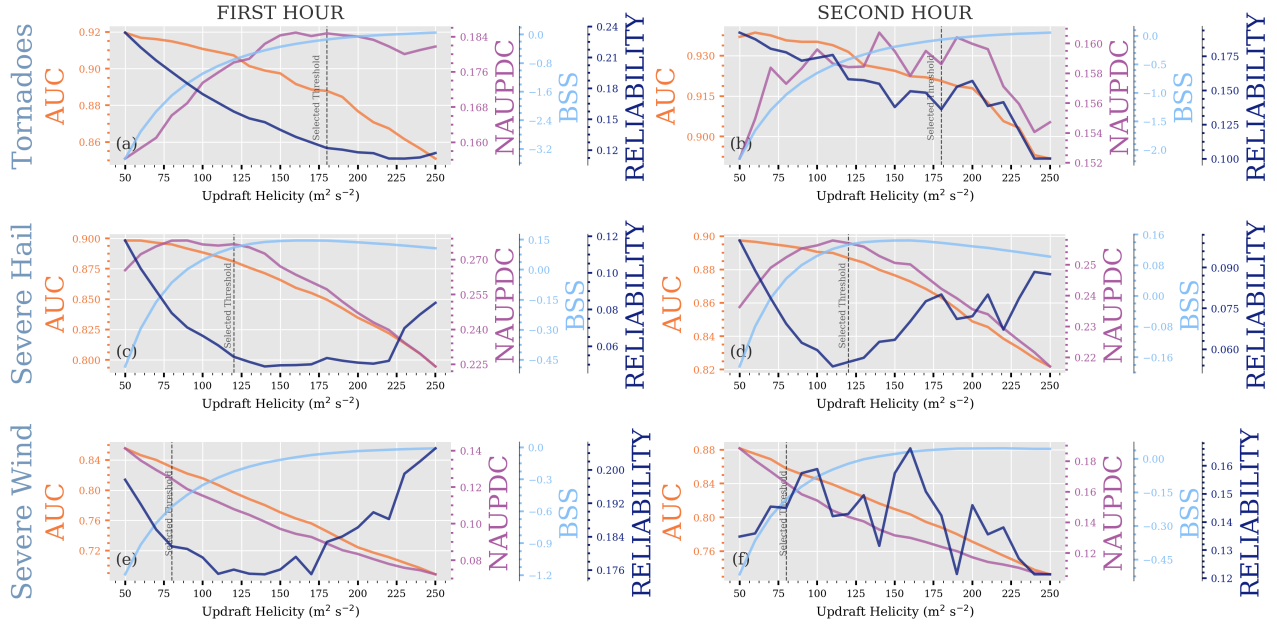 FIRST HOUR
SECOND HOUR
Tornadoes
AUC
0.92
0.90
0.88
0.86
(a)
Selected Threshold
50 75 100 125 150 175 200 225 250
Updraft Helicity (m² s⁻²)
0.184
0.176
0.168
0.160
NAUPDC
0.0
−0.8
−1.6
−2.4
−3.2
BSS
0.24
0.21
0.18
0.15
0.12
RELIABILITY
AUC
0.930
0.915
0.900
(b)
Selected Threshold
50 75 100 125 150 175 200 225 250
Updraft Helicity (m² s⁻²)
0.160
0.158
0.156
0.154
0.152
NAUPDC
0.0
−0.5
−1.0
−1.5
−2.0
BSS
0.175
0.150
0.125
0.100
RELIABILITY
Severe Hail
AUC
0.900
0.875
0.850
0.825
0.800
(c)
Selected Threshold
50 75 100 125 150 175 200 225 250
Updraft Helicity (m² s⁻²)
0.270
0.255
0.240
0.225
NAUPDC
0.15
0.00
−0.15
−0.30
−0.45
BSS
0.12
0.10
0.08
0.06
RELIABILITY
AUC
0.90
0.88
0.86
0.84
0.82
(d)
Selected Threshold
50 75 100 125 150 175 200 225 250
Updraft Helicity (m² s⁻²)
0.25
0.24
0.23
0.22
NAUPDC
0.16
0.08
0.00
−0.08
−0.16
BSS
0.090
0.075
0.060
RELIABILITY
Severe Wind
AUC
0.84
0.80
0.76
0.72
(e)
Selected Threshold
50 75 100 125 150 175 200 225 250
Updraft Helicity (m² s⁻²)
0.14
0.12
0.10
0.08
NAUPDC
0.0
−0.3
−0.6
−0.9
−1.2
BSS
0.200
0.192
0.184
0.176
RELIABILITY
AUC
0.88
0.84
0.80
0.76
(f)
Selected Threshold
50 75 100 125 150 175 200 225 250
Updraft Helicity (m² s⁻²)
0.18
0.16
0.14
0.12
NAUPDC
0.00
−0.15
−0.30
−0.45
BSS
0.16
0.15
0.14
0.13
0.12
RELIABILITY